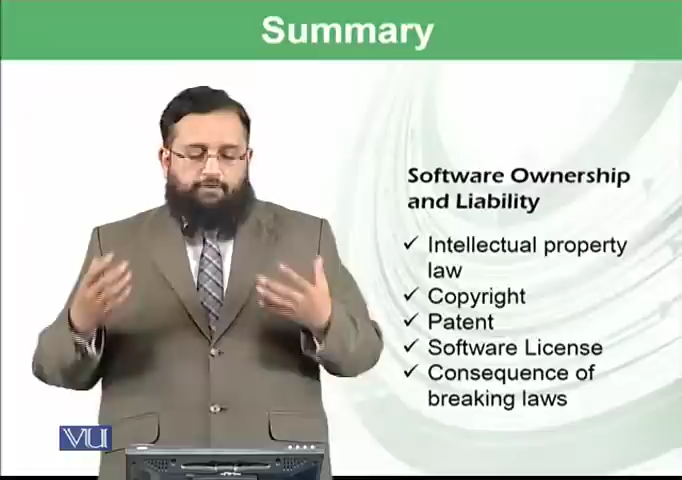 Summary
Software Ownership
and Liability
✓ Intellectual property
law
✓ Copyright
✓ Patent
✓ Software License
✓ Consequence of
breaking laws
VU